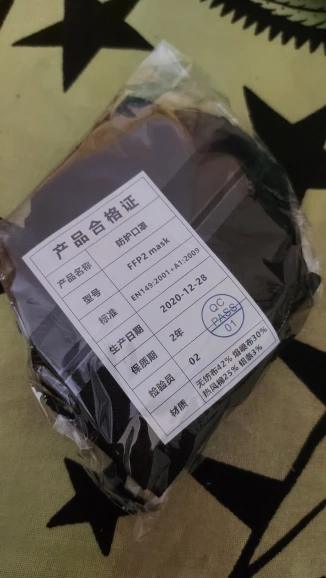 产品合格证
产品名称 防护口罩
型号 FFP2 mask
标准 EN149:2001+A1:2009
生产日期 2020-12-28
保质期 2年
检验员 02
QC
PASS
01
材质 无纺布42% 熔喷布30%
热风棉25% 铝条3%